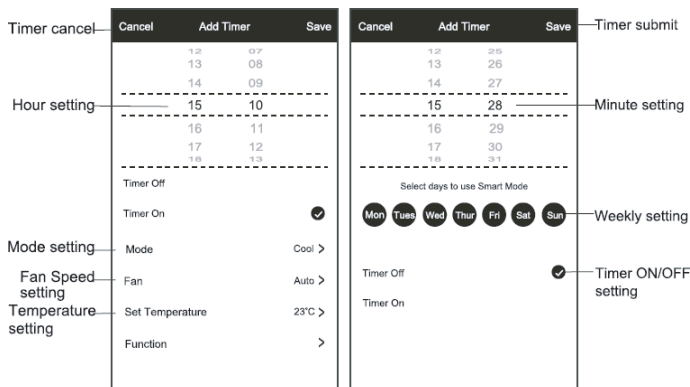 Timer cancel
Cancel Add Timer Save
12 07
13 08
14 09
Hour setting
15 10
16 11
17 12
18 13
Timer Off
Timer On
Mode setting
Mode Cool >
Fan Speed
setting
Fan Auto >
Temperature
setting
Set Temperature 23°C >
Function >
Cancel Add Timer Save
Timer submit
12 25
13 26
14 27
15 28
Minute setting
16 29
17 30
18 31
Select days to use Smart Mode
Mon Tues Wed Thur Fri Sat Sun
Weekly setting
Timer Off
Timer ON/OFF
setting
Timer On